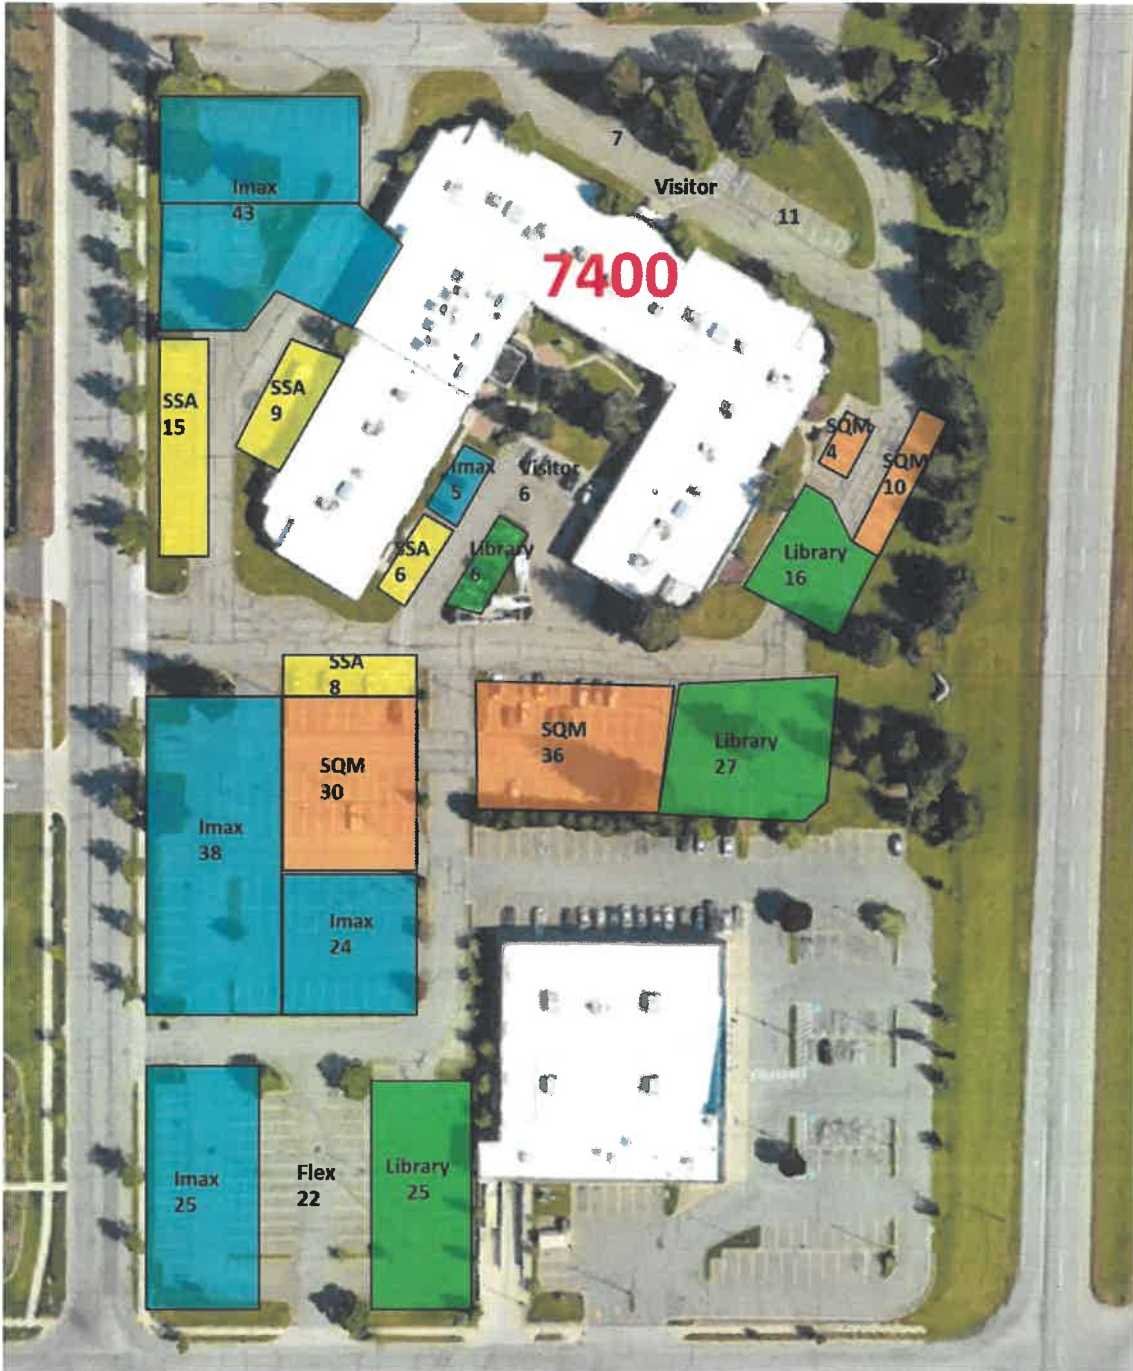 7
Visitor
11
Imax
43
7400
SSA
15
SSA
9
SQM
4
SQM
10
Imax
5
Visitor
6
SSA
6
Library
6
Library
16
SSA
8
SQM
36
Library
27
SQM
30
Imax
38
Imax
24
Imax
25
Flex
22
Library
25